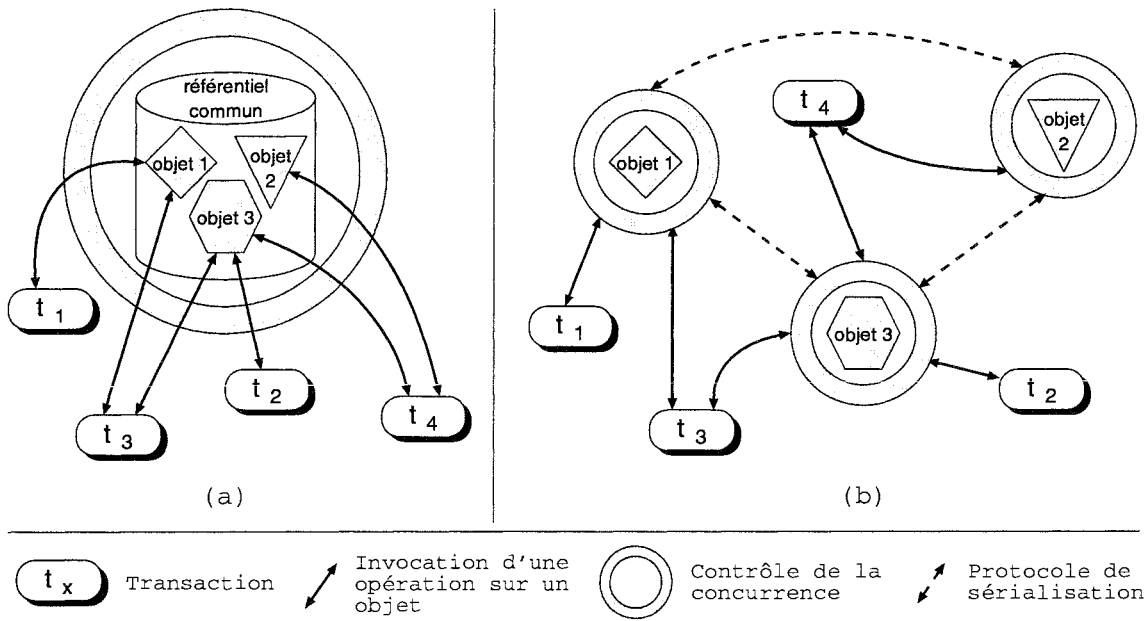 référentiel
commun
objet 1
objet
2
objet 3
t 1
t 2
t 3
t 4
(a)
t 4
objet 1
objet
2
t 1
objet 3
t 2
t 3
(b)
t x
Transaction
Invocation d'une
opération sur un
objet
Contrôle de la
concurrence
Protocole de
sérialisation